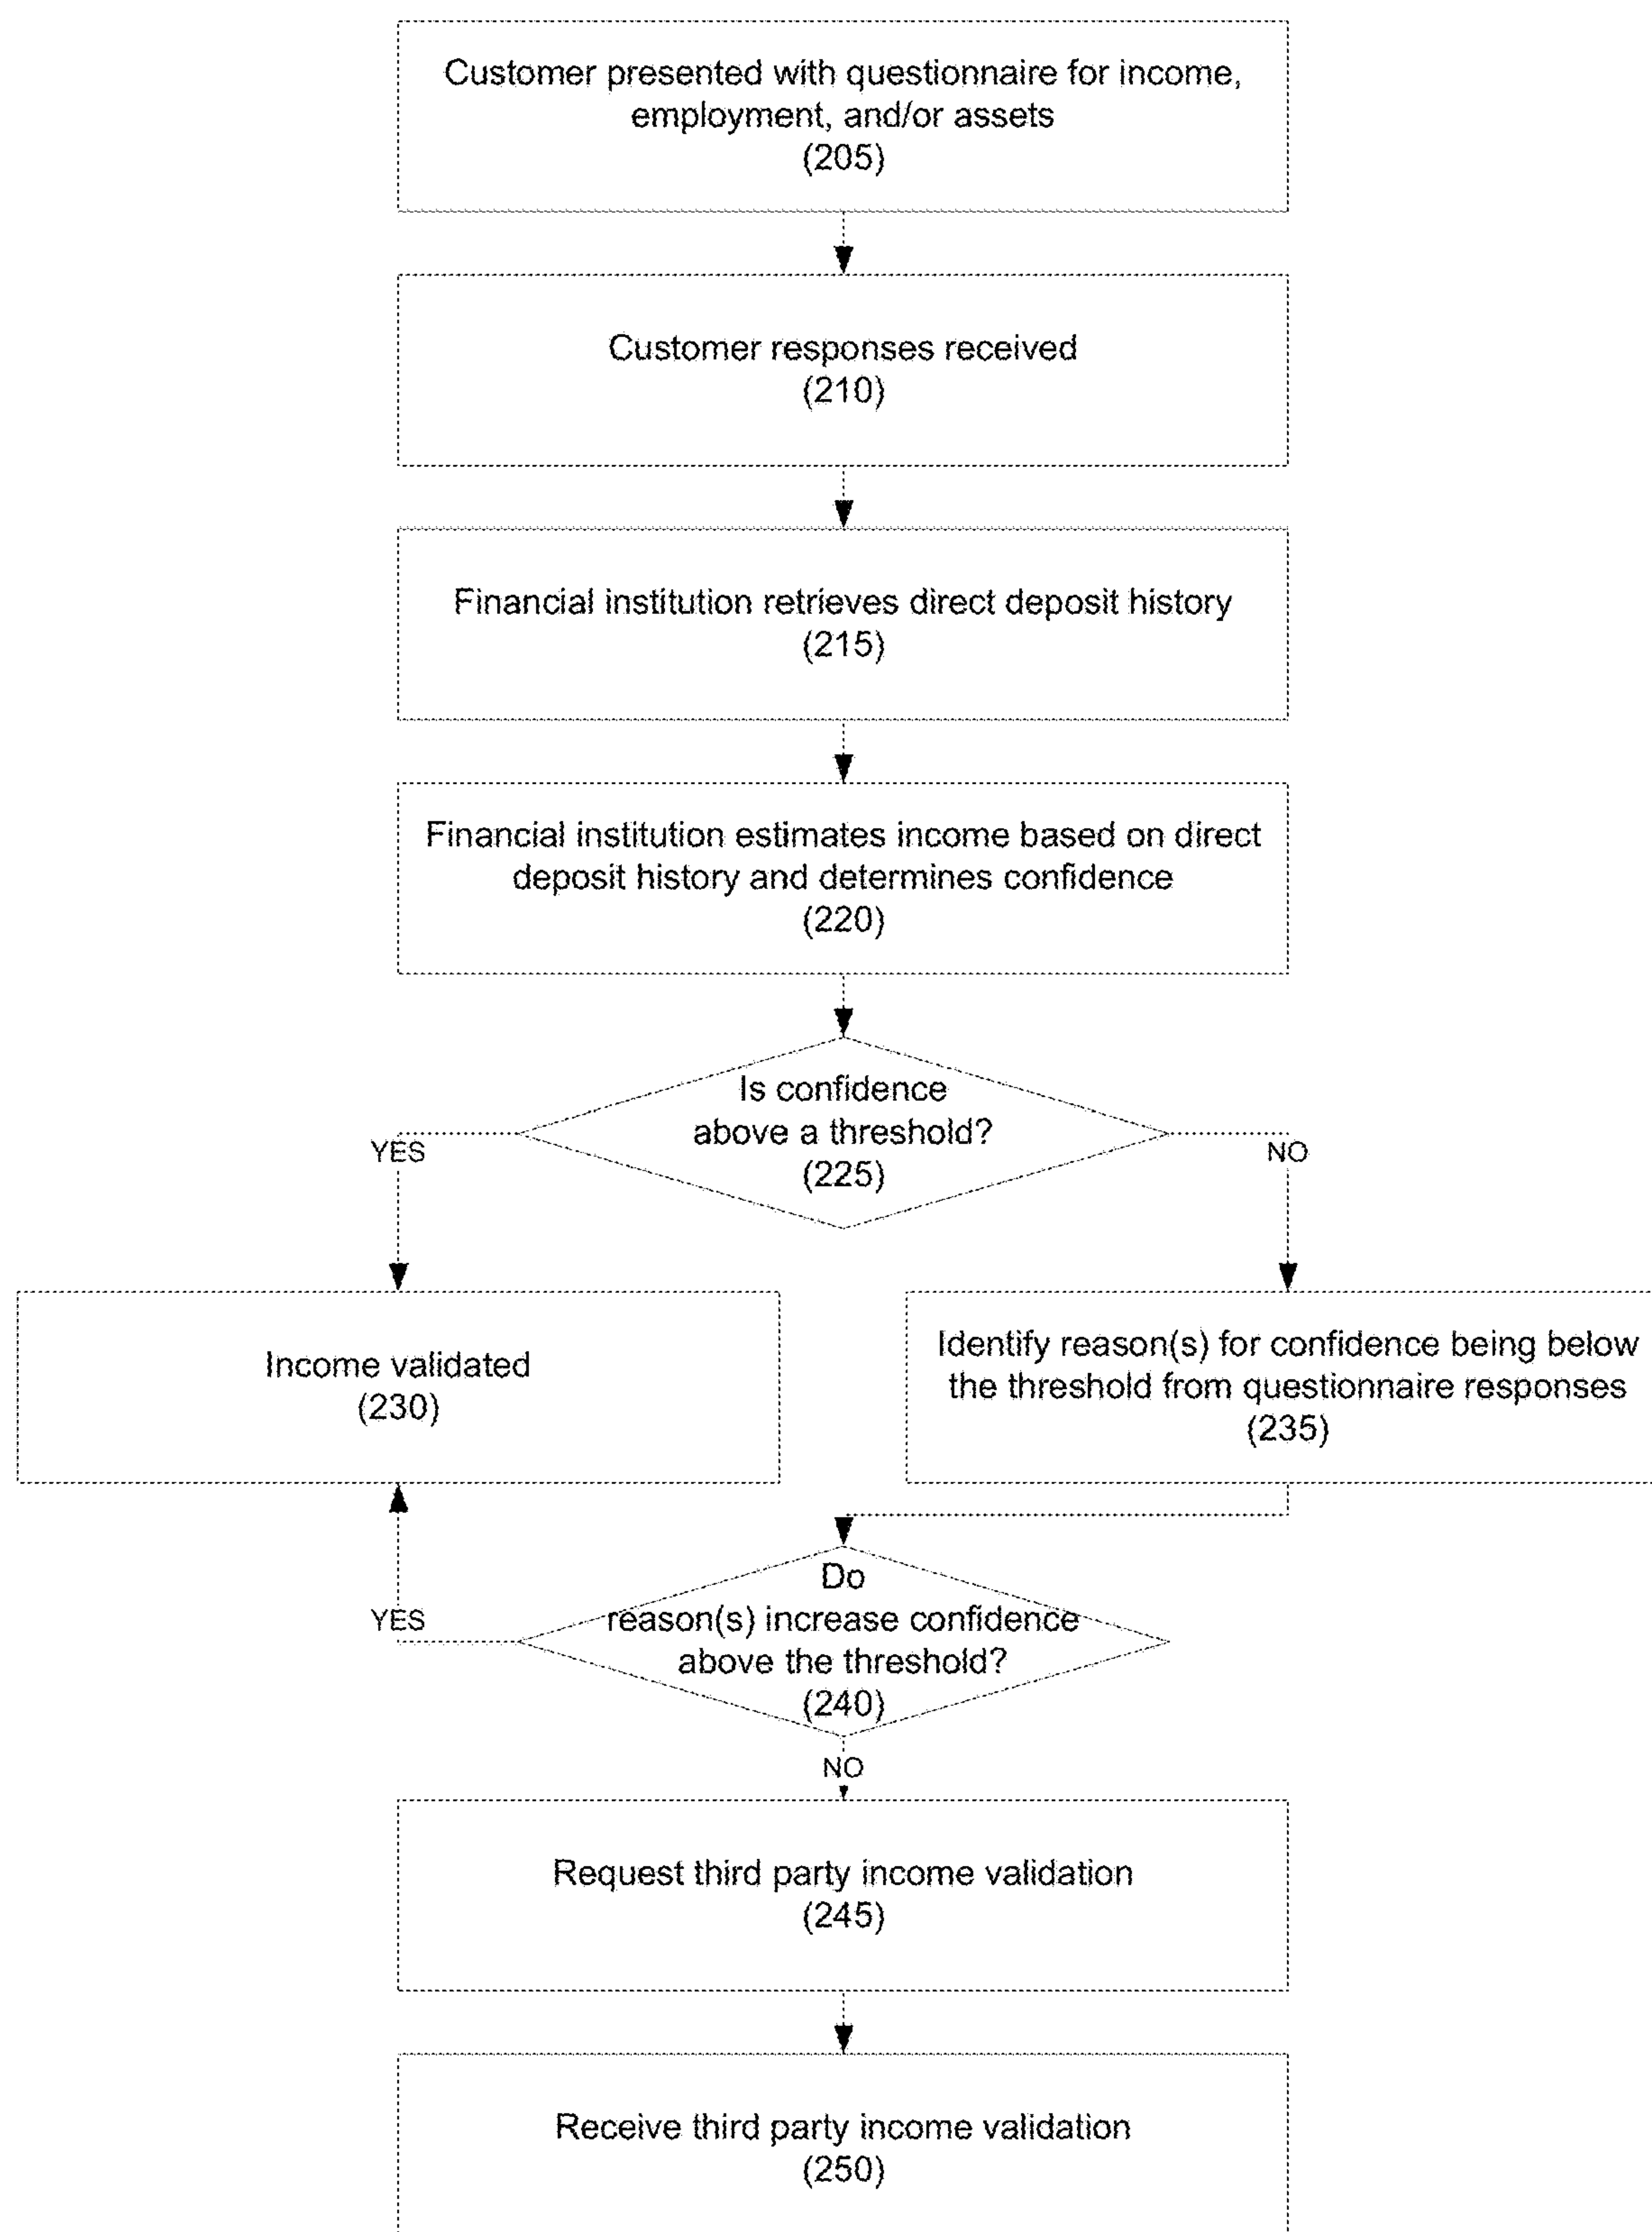 Customer presented with questionnaire for income,
employment, and/or assets
(205)
Customer responses received
(210)
Financial institution retrieves direct deposit history
(215)
Financial institution estimates income based on direct
deposit history and determines confidence
(220)
Is confidence
above a threshold?
(225)
YES
NO
Income validated
(230)
Identify reason(s) for confidence being below
the threshold from questionnaire responses
(235)
Do
reason(s) increase confidence
above the threshold?
(240)
YES
NO
Request third party income validation
(245)
Receive third party income validation
(250)